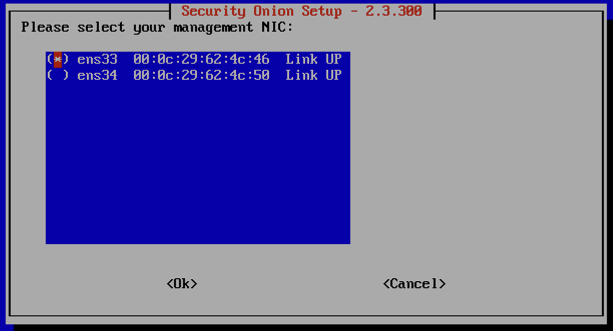 Security Onion Setup - 2.3.300
Please select your management NIC:
(*) ens33 00:0c:29:62:4c:46 Link UP
( ) ens34 00:0c:29:62:4c:50 Link UP
<Ok> <Cancel>